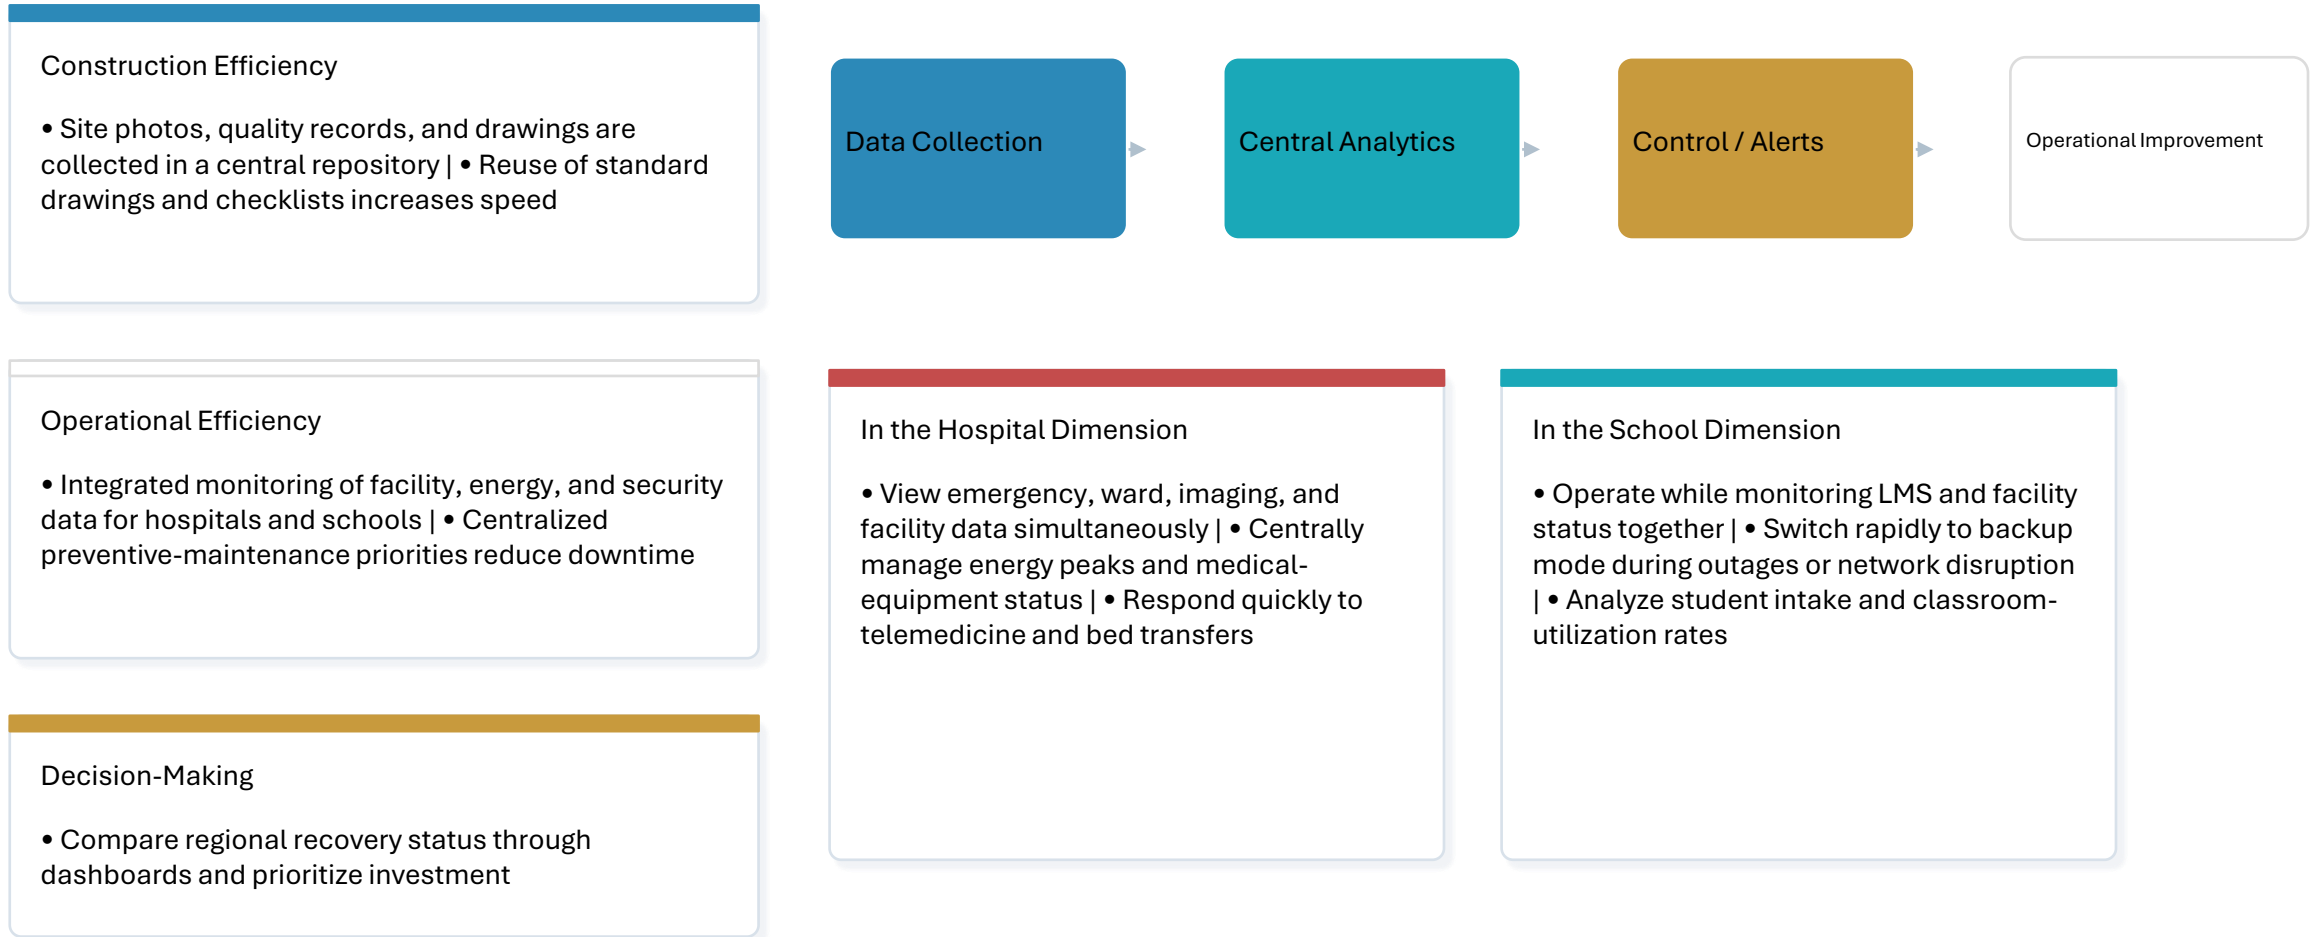 Construction Efficiency
• Site photos, quality records, and drawings are
collected in a central repository | • Reuse of standard
drawings and checklists increases speed
Data Collection
Central Analytics
Control / Alerts
Operational Improvement
Operational Efficiency
• Integrated monitoring of facility, energy, and security
data for hospitals and schools | • Centralized
preventive-maintenance priorities reduce downtime
In the Hospital Dimension
• View emergency, ward, imaging, and
facility data simultaneously | • Centrally
manage energy peaks and medical-
equipment status | • Respond quickly to
telemedicine and bed transfers
In the School Dimension
• Operate while monitoring LMS and facility
status together | • Switch rapidly to backup
mode during outages or network disruption
| • Analyze student intake and classroom-
utilization rates
Decision-Making
• Compare regional recovery status through
dashboards and prioritize investment